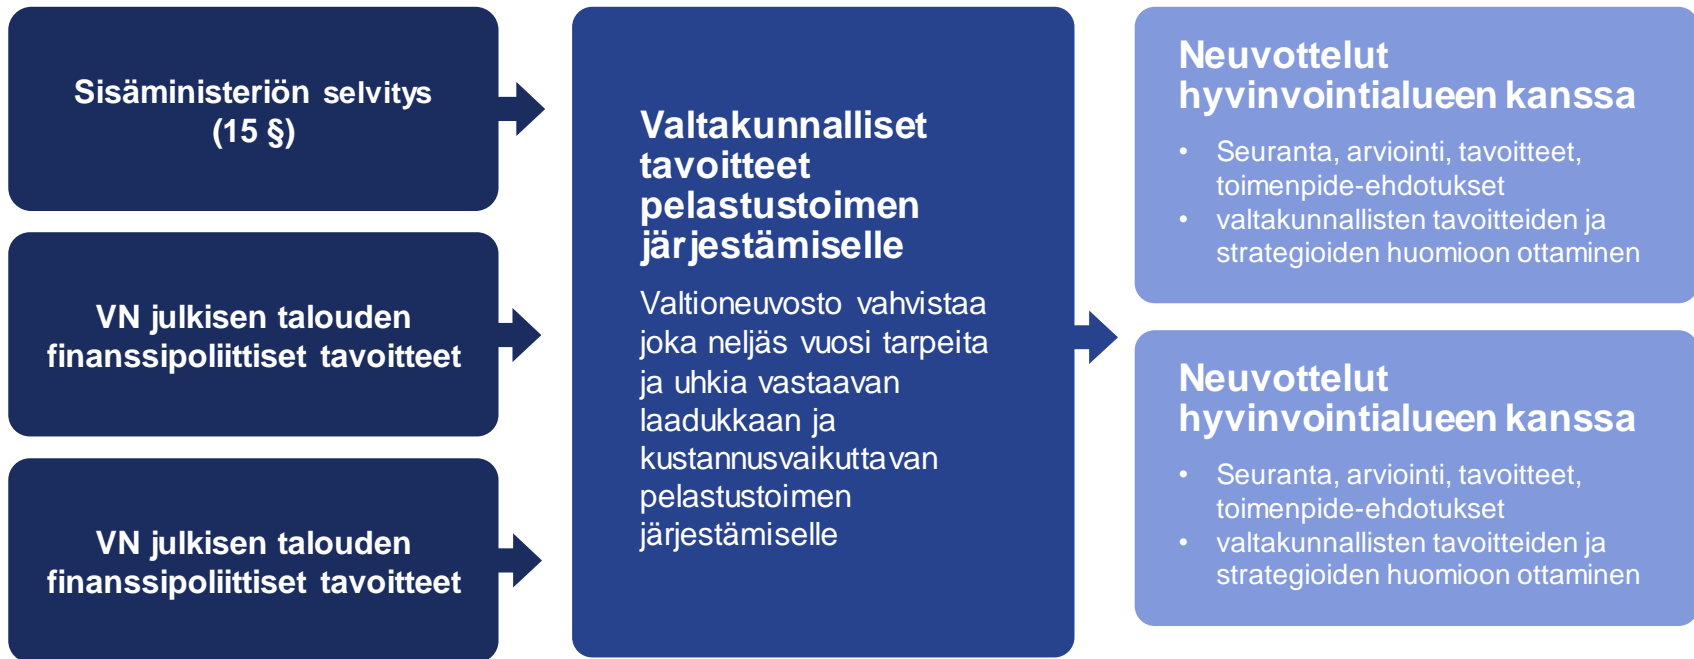 Sisäministeriön selvitys
(15 §)
VN julkisen talouden
finanssipoliittiset tavoitteet
VN julkisen talouden
finanssipoliittiset tavoitteet
Valtakunnalliset
tavoitteet
pelastustoimen
järjestämiselle
Valtioneuvosto vahvistaa
joka neljäs vuosi tarpeita
ja uhkia vastaavan
laadukkaan ja
kustannusvaikuttavan
pelastustoimen
järjestämiselle
Neuvottelut
hyvinvointialueen kanssa
• Seuranta, arviointi, tavoitteet,
toimenpide-ehdotukset
• valtakunnallisten tavoitteiden ja
strategioiden huomioon ottaminen
Neuvottelut
hyvinvointialueen kanssa
• Seuranta, arviointi, tavoitteet,
toimenpide-ehdotukset
• valtakunnallisten tavoitteiden ja
strategioiden huomioon ottaminen